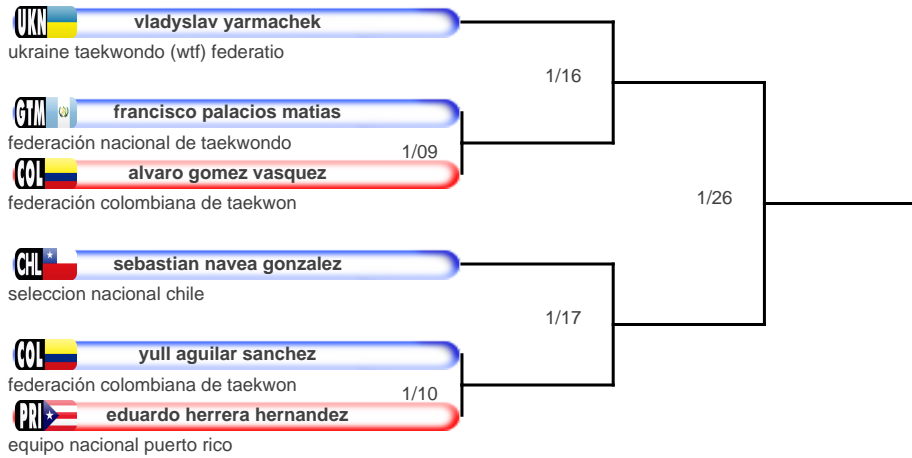 UKN vladyslav yarmachek
ukraine taekwondo (wtf) federatio
1/16
GTM francisco palacios matias
federación nacional de taekwondo
1/09
COL alvaro gomez vasquez
federación colombiana de taekwon
1/26
CHL sebastian navea gonzalez
seleccion nacional chile
1/17
COL yull aguilar sanchez
federación colombiana de taekwon
1/10
PRI eduardo herrera hernandez
equipo nacional puerto rico